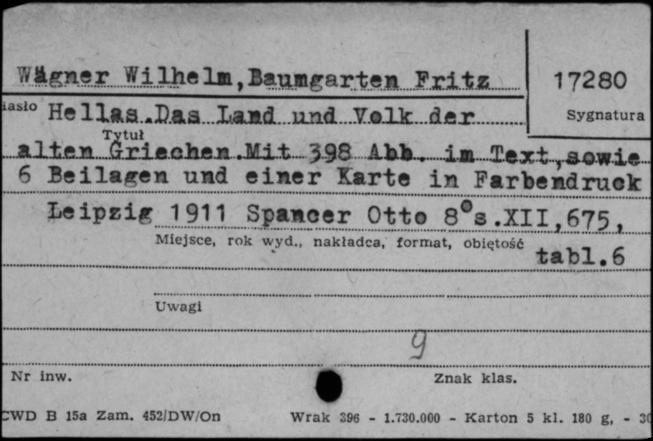 Wägner Wilhelm,Baumgarten Fritz
17280
iasło Hellas.Das Land und Volk der
Sygnatura
Tytuł
alten Griechen.Mit 398 Abb. im Text,sowie
6 Beilagen und einer Karte in Farbendruck
Leipzig 1911 Spamer Otto 8°s.XII,675,
Miejsce, rok wyd., nakładca, format, objętość
tabl.6
Uwagi
9
Nr inw.
Znak klas.
CWD B 15a Zam. 452/DW/On Wrak 396 - 1.730.000 - Karton 5 kl. 180 g, - 30